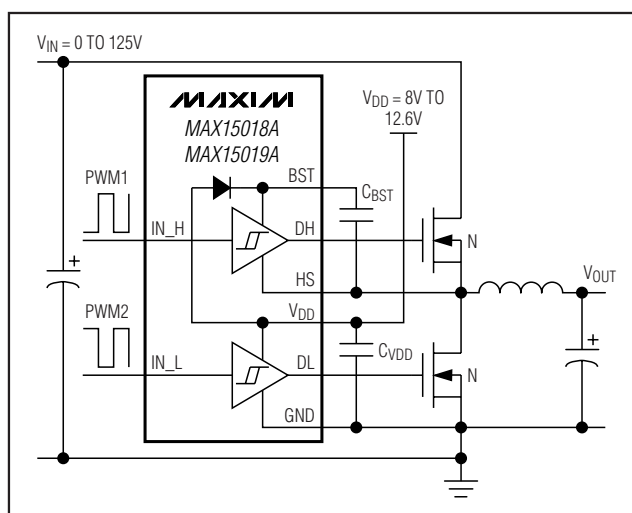 V_IN = 0 TO 125V
MAXIM
MAX15018A
MAX15019A
V_DD = 8V TO
12.6V
PWM1
BST
C_BST
IN_H
DH
N
HS
V_OUT
V_DD
PWM2
IN_L
DL
C_VDD
N
GND